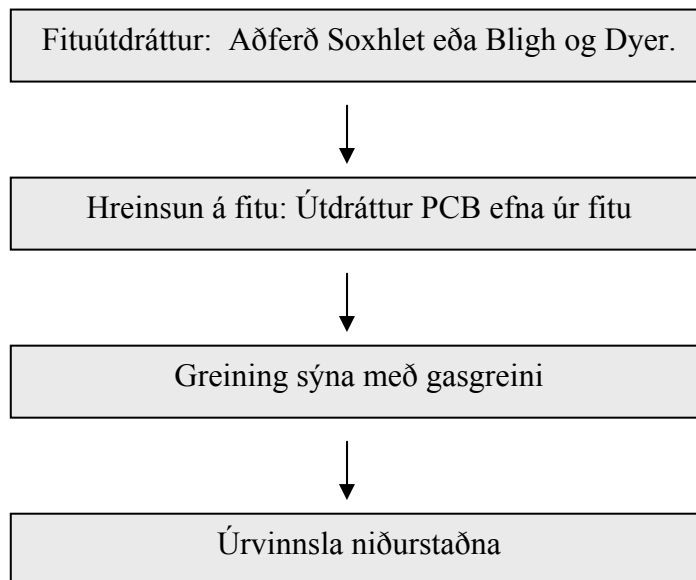 Fituútdráttur:  Aðferð Soxhlet eða Bligh og Dyer.
Hreinsun á fitu: Útdráttur PCB efna úr fitu
Greining sýna með gasgreini
Úrvinnsla niðurstaðna